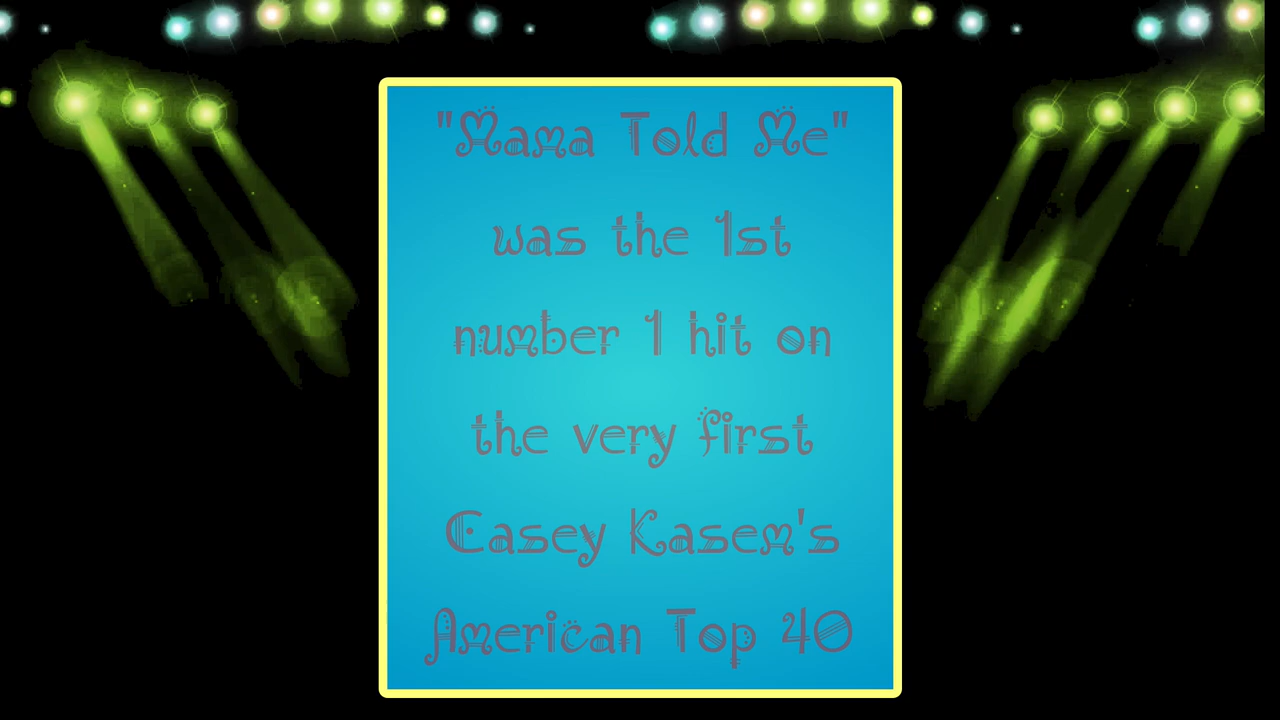 "Mama Told Me"
was the 1st
number 1 hit on
the very first
Casey Kasem's
American Top 40